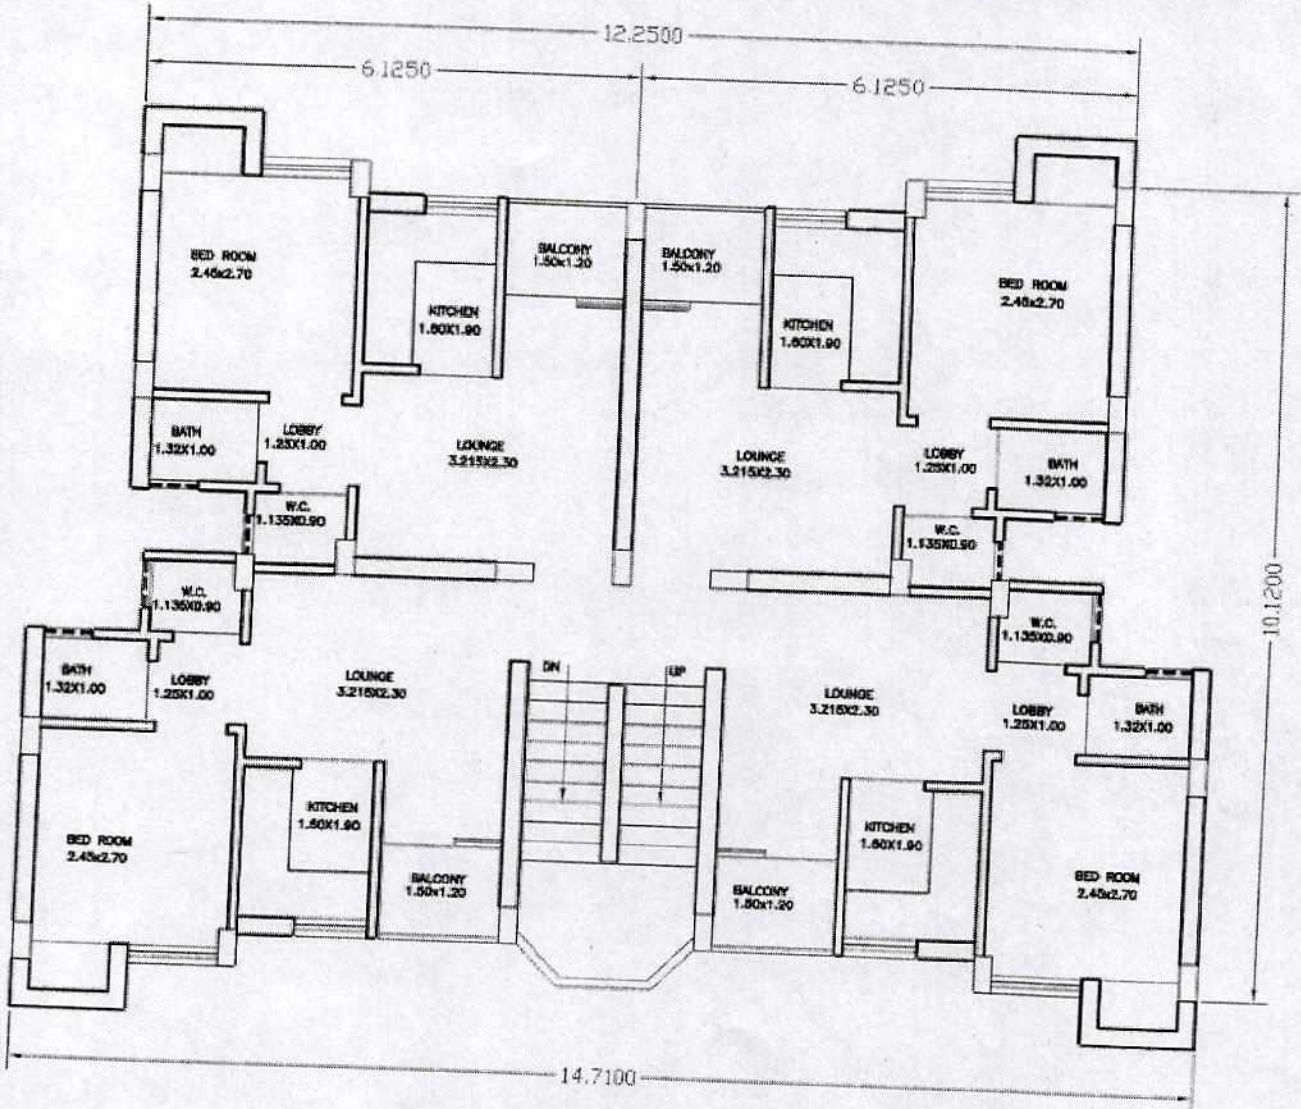 12.2500
6.1250
6.1250
BALCONY
1.50x1.20
BALCONY
1.50x1.20
BED ROOM
2.45x2.70
BED ROOM
2.45x2.70
KITCHEN
1.60X1.90
KITCHEN
1.60X1.90
BATH
1.32X1.00
LOBBY
1.25X1.00
LOUNGE
3.215X2.30
LOUNGE
3.215X2.30
LOBBY
1.25X1.00
BATH
1.32X1.00
W.C.
1.135X0.90
W.C.
1.135X0.90
10.1200
W.C.
1.135X0.90
W.C.
1.135X0.90
BATH
1.32X1.00
LOBBY
1.25X1.00
LOUNGE
3.215X2.30
DN
UP
LOUNGE
3.215X2.30
LOBBY
1.25X1.00
BATH
1.32X1.00
BED ROOM
2.45x2.70
KITCHEN
1.60X1.90
BALCONY
1.50x1.20
BALCONY
1.50x1.20
KITCHEN
1.60X1.90
BED ROOM
2.45x2.70
14.7100